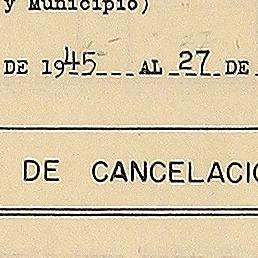 y Municipio)
DE 1945 AL 27 DE
DE CANCELACIO